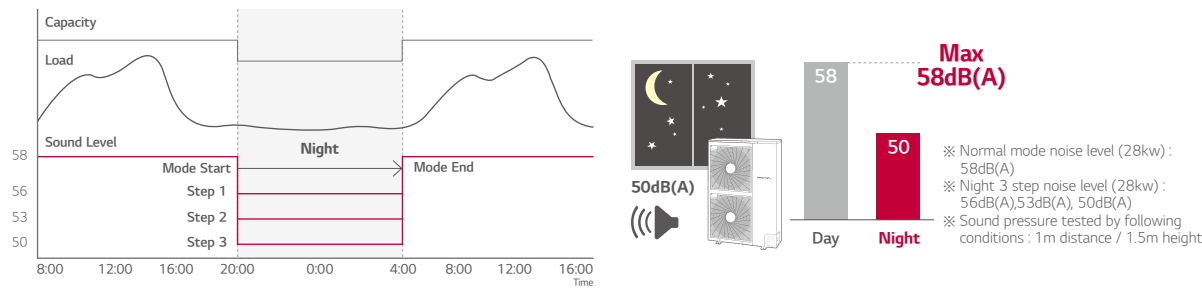 Capacity
Load
Sound Level
58
Night
Mode Start
Mode End
56
Step 1
53
Step 2
50
Step 3
8:00
12:00
16:00
20:00
0:00
4:00
8:00
12:00
16:00
Time
50dB(A)
58
Max
58dB(A)
50
Day
Night
※ Normal mode noise level (28kw) :
58dB(A)
※ Night 3 step noise level (28kw) :
56dB(A),53dB(A), 50dB(A)
※ Sound pressure tested by following
conditions : 1m distance / 1.5m height